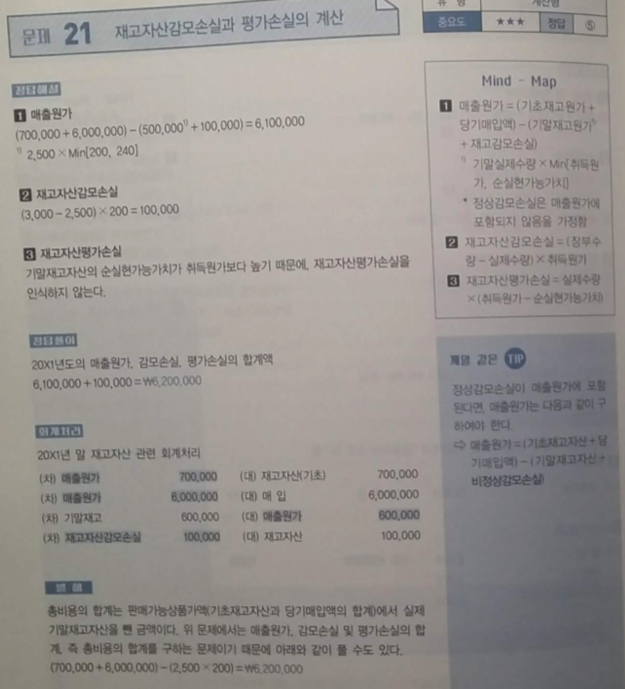 문제 21 재고자산감모손실과 평가손실의 계산
유 형 계산형
중요도 ★★★ 정답 ⑤
정답해설
1 매출원가
(700,000+6,000,000)-(500,000¹⁾+100,000)=6,100,000
¹⁾ 2,500×Min[200, 240]
2 재고자산감모손실
(3,000-2,500)×200=100,000
3 재고자산평가손실
기말재고자산의 순실현가능가치가 취득원가보다 높기 때문에, 재고자산평가손실을
인식하지 않는다.
정답풀이
20X1년도의 매출원가, 감모손실, 평가손실의 합계액
6,100,000+100,000=₩6,200,000
회계처리
20X1년 말 재고자산 관련 회계처리
(차) 매출원가 700,000 (대) 재고자산(기초) 700,000
(차) 매출원가 6,000,000 (대) 매 입 6,000,000
(차) 기말재고 600,000 (대) 매출원가 600,000
(차) 재고자산감모손실 100,000 (대) 재고자산 100,000
별 해
총비용의 합계는 판매가능상품가액(기초재고자산과 당기매입액의 합계)에서 실제
기말재고자산을 뺀 금액이다. 위 문제에서는 매출원가, 감모손실 및 평가손실의 합
계, 즉 총비용의 합계를 구하는 문제이기 때문에 아래와 같이 풀 수도 있다.
(700,000+6,000,000)-(2,500×200)=₩6,200,000
Mind - Map
1 매출원가=(기초재고원가+
당기매입액)-(기말재고원가¹⁾
+재고감모손실)
¹⁾ 기말실제수량×Min[취득원
가, 순실현가능가치]
* 정상감모손실은 매출원가에
포함되지 않음을 가정함
2 재고자산감모손실=(장부수
량-실제수량)×취득원가
3 재고자산평가손실=실제수량
×(취득원가-순실현가능가치)
꿀 같은 TIP
정상감모손실이 매출원가에 포함
된다면, 매출원가는 다음과 같이 구
하여야 한다.
⇨ 매출원가=(기초재고자산+당
기매입액)-(기말재고자산+
비정상감모손실)